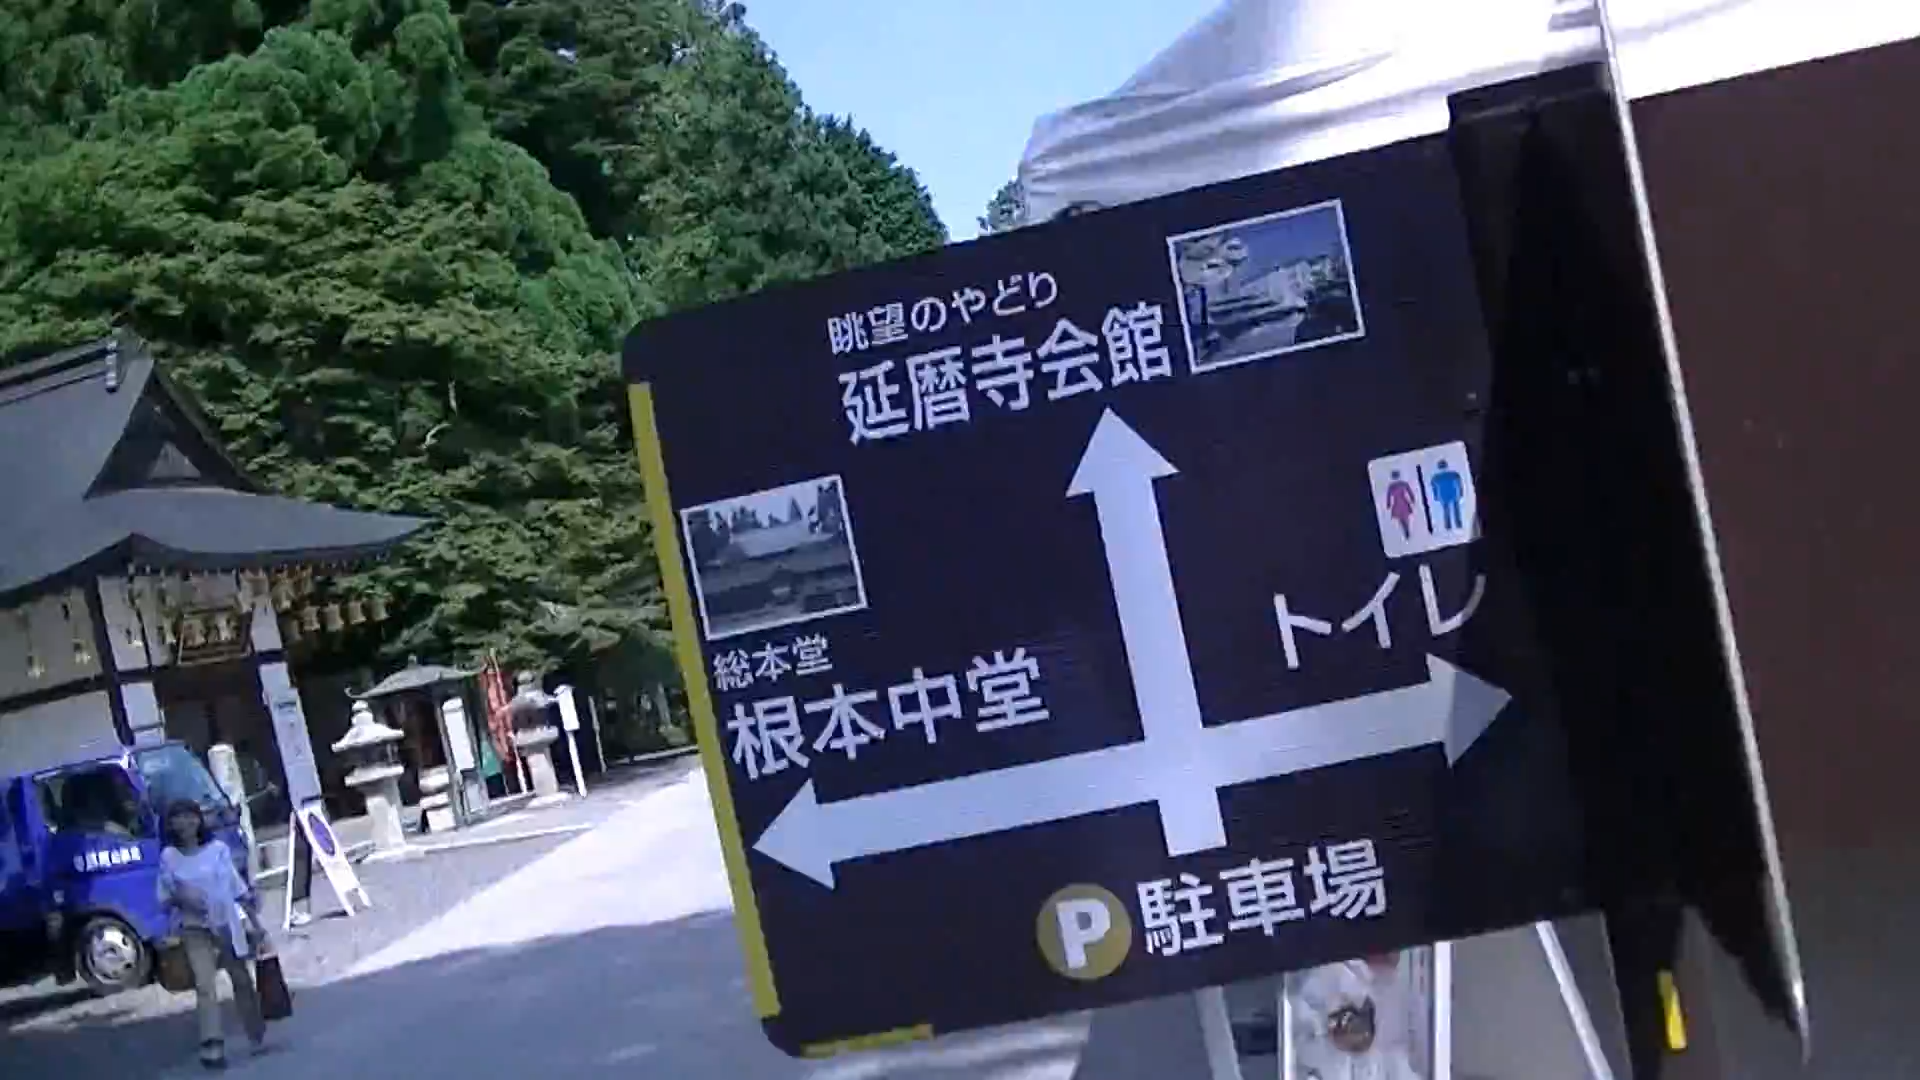 眺望のやどり
延暦寺会館
トイレ
総本堂
根本中堂
P 駐車場